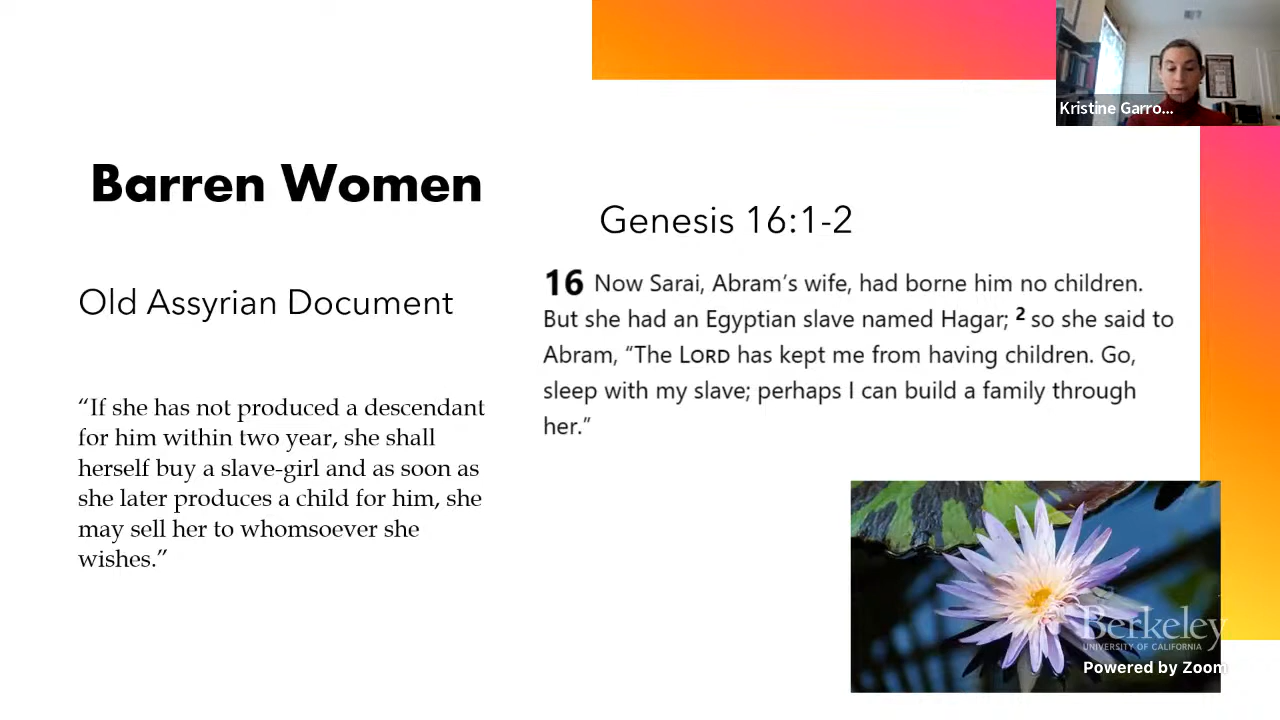 Kristine Garro...
Barren Women
Old Assyrian Document
“If she has not produced a descendant
for him within two year, she shall
herself buy a slave-girl and as soon as
she later produces a child for him, she
may sell her to whomsoever she
wishes.”
Genesis 16:1-2
16 Now Sarai, Abram’s wife, had borne him no children.
But she had an Egyptian slave named Hagar; 2 so she said to
Abram, “The LORD has kept me from having children. Go,
sleep with my slave; perhaps I can build a family through
her.”
Berkeley
UNIVERSITY OF CALIFORNIA
Powered by Zoom